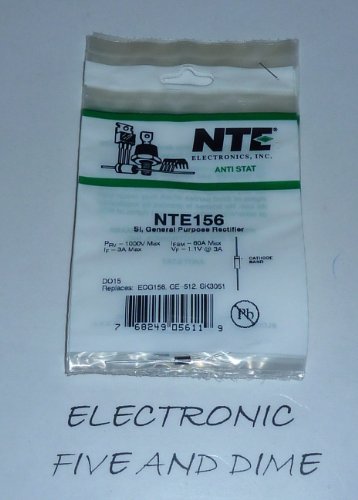 NTE®
ELECTRONICS, INC.
ANTI STAT
NTE156
Si, General Purpose Rectifier
PRV – 1000V Max IFSM – 60A Max
IF – 3A Max VF – 1.1V @ 3A
CATHODE
BAND
DO15
Replaces: ECG156, GE-512, SK3051
7 68249 05611 9
Pb
ELECTRONIC
FIVE AND DIME